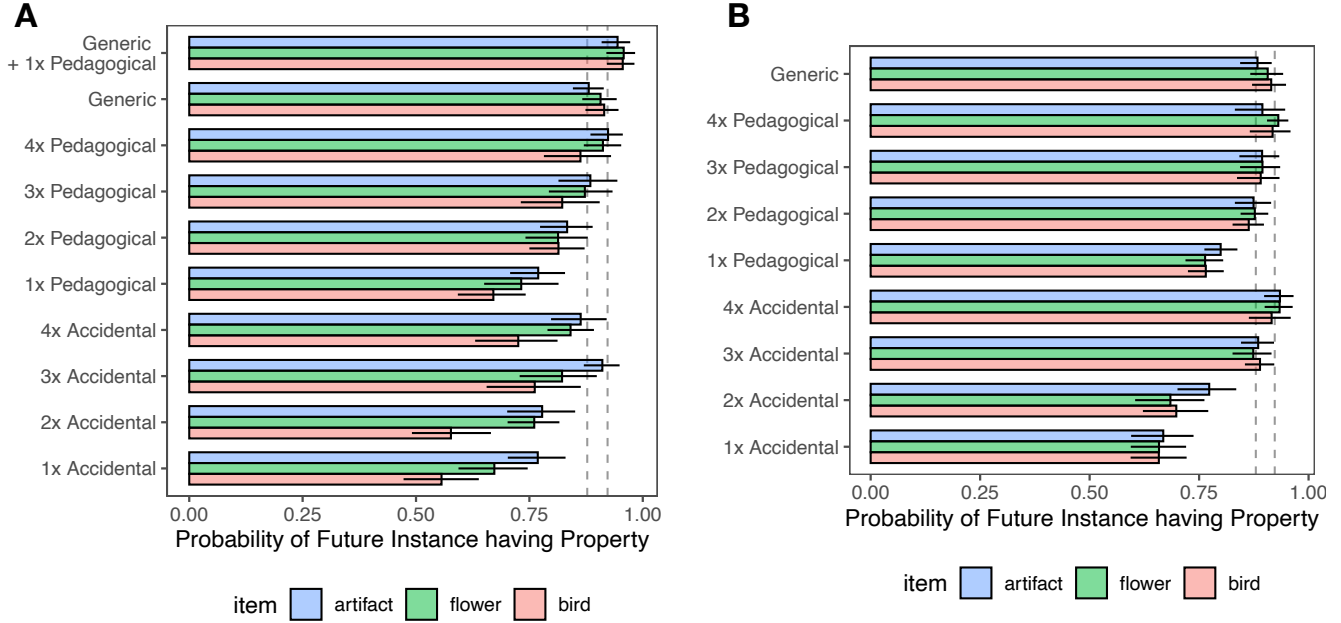 A
Generic
+ 1x Pedagogical
Generic
4x Pedagogical
3x Pedagogical
2x Pedagogical
1x Pedagogical
4x Accidental
3x Accidental
2x Accidental
1x Accidental
0.00 0.25 0.50 0.75 1.00
Probability of Future Instance having Property
item artifact flower bird
B
Generic
4x Pedagogical
3x Pedagogical
2x Pedagogical
1x Pedagogical
4x Accidental
3x Accidental
2x Accidental
1x Accidental
0.00 0.25 0.50 0.75 1.00
Probability of Future Instance having Property
item artifact flower bird